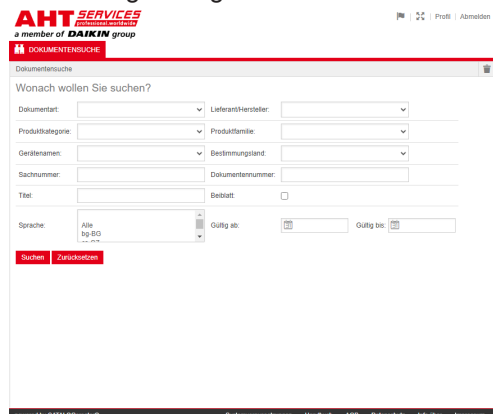 AHT SERVICES
professional.worldwide
a member of DAIKIN group
Profil | Abmelden
DOKUMENTENSUCHE
Dokumentensuche
Wonach wollen Sie suchen?
Dokumentart: Lieferant/Hersteller:
Produktkategorie: Produktfamilie:
Gerätenamen: Bestimmungsland:
Sachnummer: Dokumentennummer:
Titel: Beiblatt:
Sprache: Alle Gültig ab: Gültig bis:
bg-BG
Suchen Zurücksetzen